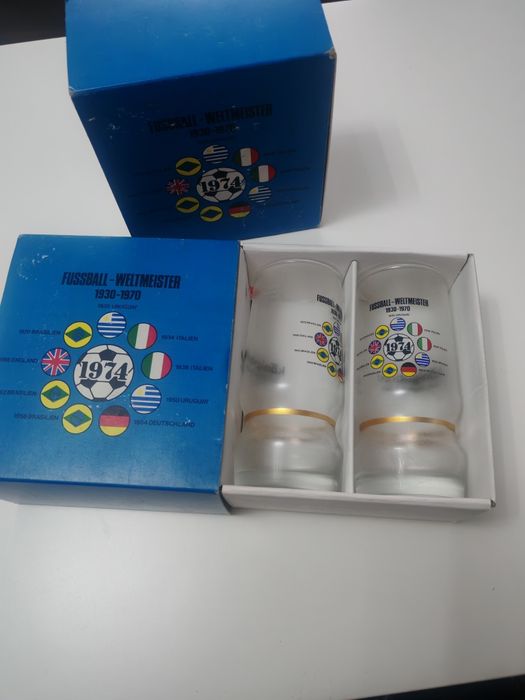 FUSSBALL-WELTMEISTER
1930-1970
1974
FUSSBALL-WELTMEISTER
1930-1970
1930 URUGUAY
1970 BRASILIEN
1934 ITALIEN
1966 ENGLAND
1938 ITALIEN
1974
1962 BRASILIEN
1950 URUGUAY
1958 BRASILIEN
1954 DEUTSCHLAND
FUSSBALL-WELTMEISTER
1930-1970
1974